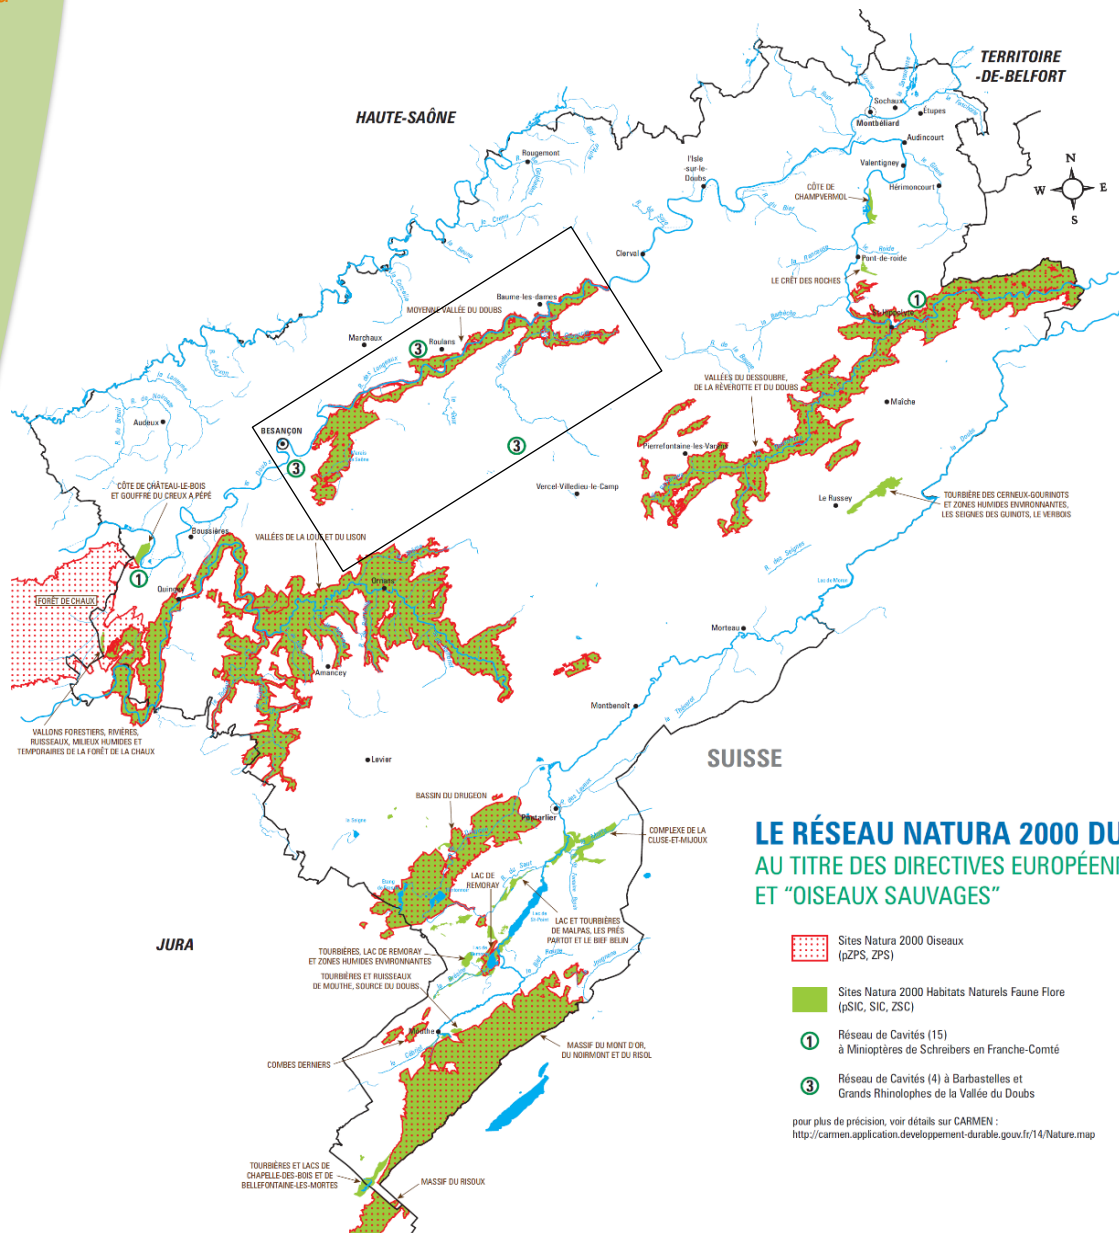 TERRITOIRE
-DE-BELFORT
HAUTE-SAÔNE
Sochaux
Étupes
Montbéliard
Audincourt
Rougemont
l'Isle
-sur-le-
Doubs
Valentigney
Hérimoncourt
CÔTE DE
CHAMPVERMOL
N
W
E
S
Clerval
Pont-de-roide
LE CRÊT DES ROCHES
Baume-les-dames
MOYENNE VALLÉE DU DOUBS
1
Marchaux
3
Roulans
VALLÉES DU DESSOUBRE,
DE LA RÉVEROTTE ET DU DOUBS
Maîche
Audeux
BESANÇON
3
3
Pierrefontaine-les-Varans
CÔTE DE CHÂTEAU-LE-BOIS
ET GOUFFRE DU CREUX A PÉPÉ
Vercel-Villedieu-le-Camp
Le Russey
TOURBIÈRE DES CERNEUX-GOURINOTS
ET ZONES HUMIDES ENVIRONNANTES,
LES SEIGNES DES GUINOTS, LE VERBOIS
Boussières
VALLÉES DE LA LOUE ET DU LISON
R. des Seignes
1
Quingey
Ornans
FORÊT DE CHAUX
Morteau
Amancey
Montbenoît
VALLONS FORESTIERS, RIVIÈRES,
RUISSEAUX, MILIEUX HUMIDES ET
TEMPORAIRES DE LA FORÊT DE LA CHAUX
Levier
SUISSE
BASSIN DU DRUGEON
Pontarlier
COMPLEXE DE LA
CLUSE-ET-MIJOUX
LE RÉSEAU NATURA 2000 DU
AU TITRE DES DIRECTIVES EUROPÉENI
ET “OISEAUX SAUVAGES”
LAC DE
REMORAY
LAC ET TOURBIÈRES
DE MALPAS, LES PRÉS
PARTOT ET LE BIEF BELIN
JURA
TOURBIÈRES, LAC DE REMORAY
ET ZONES HUMIDES ENVIRONNANTES
TOURBIÈRES ET RUISSEAUX
DE MOUTHE, SOURCE DU DOUBS
Mouthe
COMBES DERNIERS
MASSIF DU MONT D'OR,
DU NOIRMONT ET DU RISOL
TOURBIÈRES ET LACS DE
CHAPELLE-DES-BOIS ET DE
BELLEFONTAINE-LES-MORTES
MASSIF DU RISOUX
Sites Natura 2000 Oiseaux
(pZPS, ZPS)
Sites Natura 2000 Habitats Naturels Faune Flore
(pSIC, SIC, ZSC)
1
Réseau de Cavités (15)
à Minioptères de Schreibers en Franche-Comté
3
Réseau de Cavités (4) à Barbastelles et
Grands Rhinolophes de la Vallée du Doubs
pour plus de précision, voir détails sur CARMEN :
http://carmen.application.developpement-durable.gouv.fr/14/Nature.map